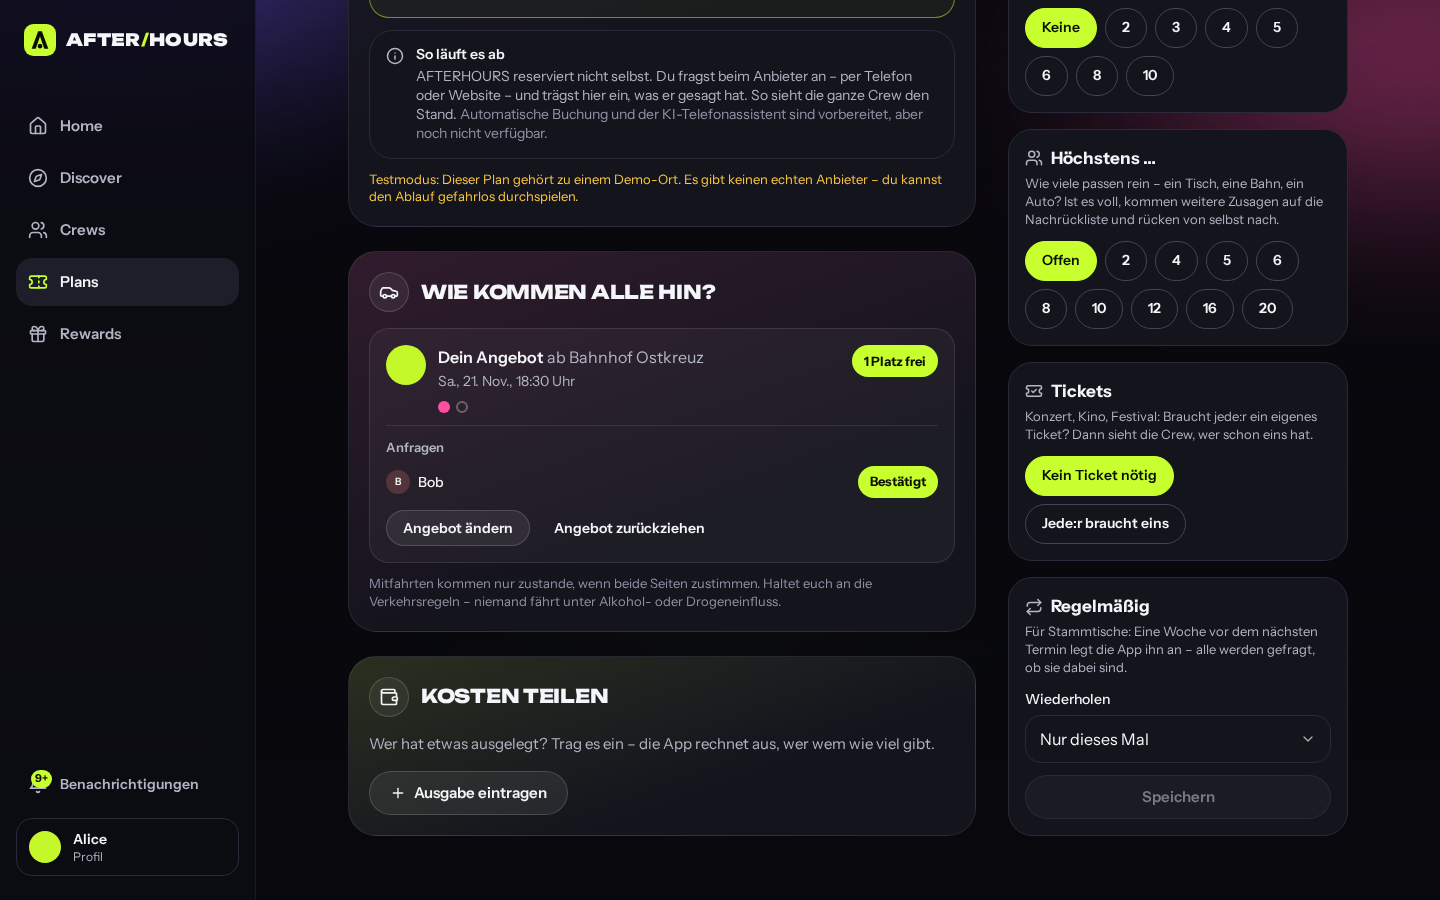 AFTER/HOURS
Home
Discover
Crews
Plans
Rewards
9+
Benachrichtigungen
Alice
Profil
So läuft es ab
AFTERHOURS reserviert nicht selbst. Du fragst beim Anbieter an – per Telefon
oder Website – und trägst hier ein, was er gesagt hat. So sieht die ganze Crew den
Stand. Automatische Buchung und der KI-Telefonassistent sind vorbereitet, aber
noch nicht verfügbar.
Testmodus: Dieser Plan gehört zu einem Demo-Ort. Es gibt keinen echten Anbieter – du kannst
den Ablauf gefahrlos durchspielen.
WIE KOMMEN ALLE HIN?
Dein Angebot ab Bahnhof Ostkreuz
1 Platz frei
Sa., 21. Nov., 18:30 Uhr
Anfragen
B Bob
Bestätigt
Angebot ändern Angebot zurückziehen
Mitfahrten kommen nur zustande, wenn beide Seiten zustimmen. Haltet euch an die
Verkehrsregeln – niemand fährt unter Alkohol- oder Drogeneinfluss.
KOSTEN TEILEN
Wer hat etwas ausgelegt? Trag es ein – die App rechnet aus, wer wem wie viel gibt.
+ Ausgabe eintragen
Keine 2 3 4 5
6 8 10
Höchstens ...
Wie viele passen rein – ein Tisch, eine Bahn, ein
Auto? Ist es voll, kommen weitere Zusagen auf die
Nachrückliste und rücken von selbst nach.
Offen 2 4 5 6
8 10 12 16 20
Tickets
Konzert, Kino, Festival: Braucht jede:r ein eigenes
Ticket? Dann sieht die Crew, wer schon eins hat.
Kein Ticket nötig
Jede:r braucht eins
Regelmäßig
Für Stammtische: Eine Woche vor dem nächsten
Termin legt die App ihn an – alle werden gefragt,
ob sie dabei sind.
Wiederholen
Nur dieses Mal
Speichern